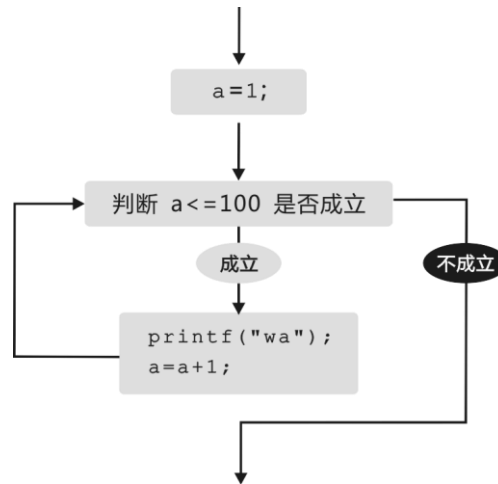 a=1;
判断 a<=100 是否成立
成立
不成立
printf("wa");
a=a+1;